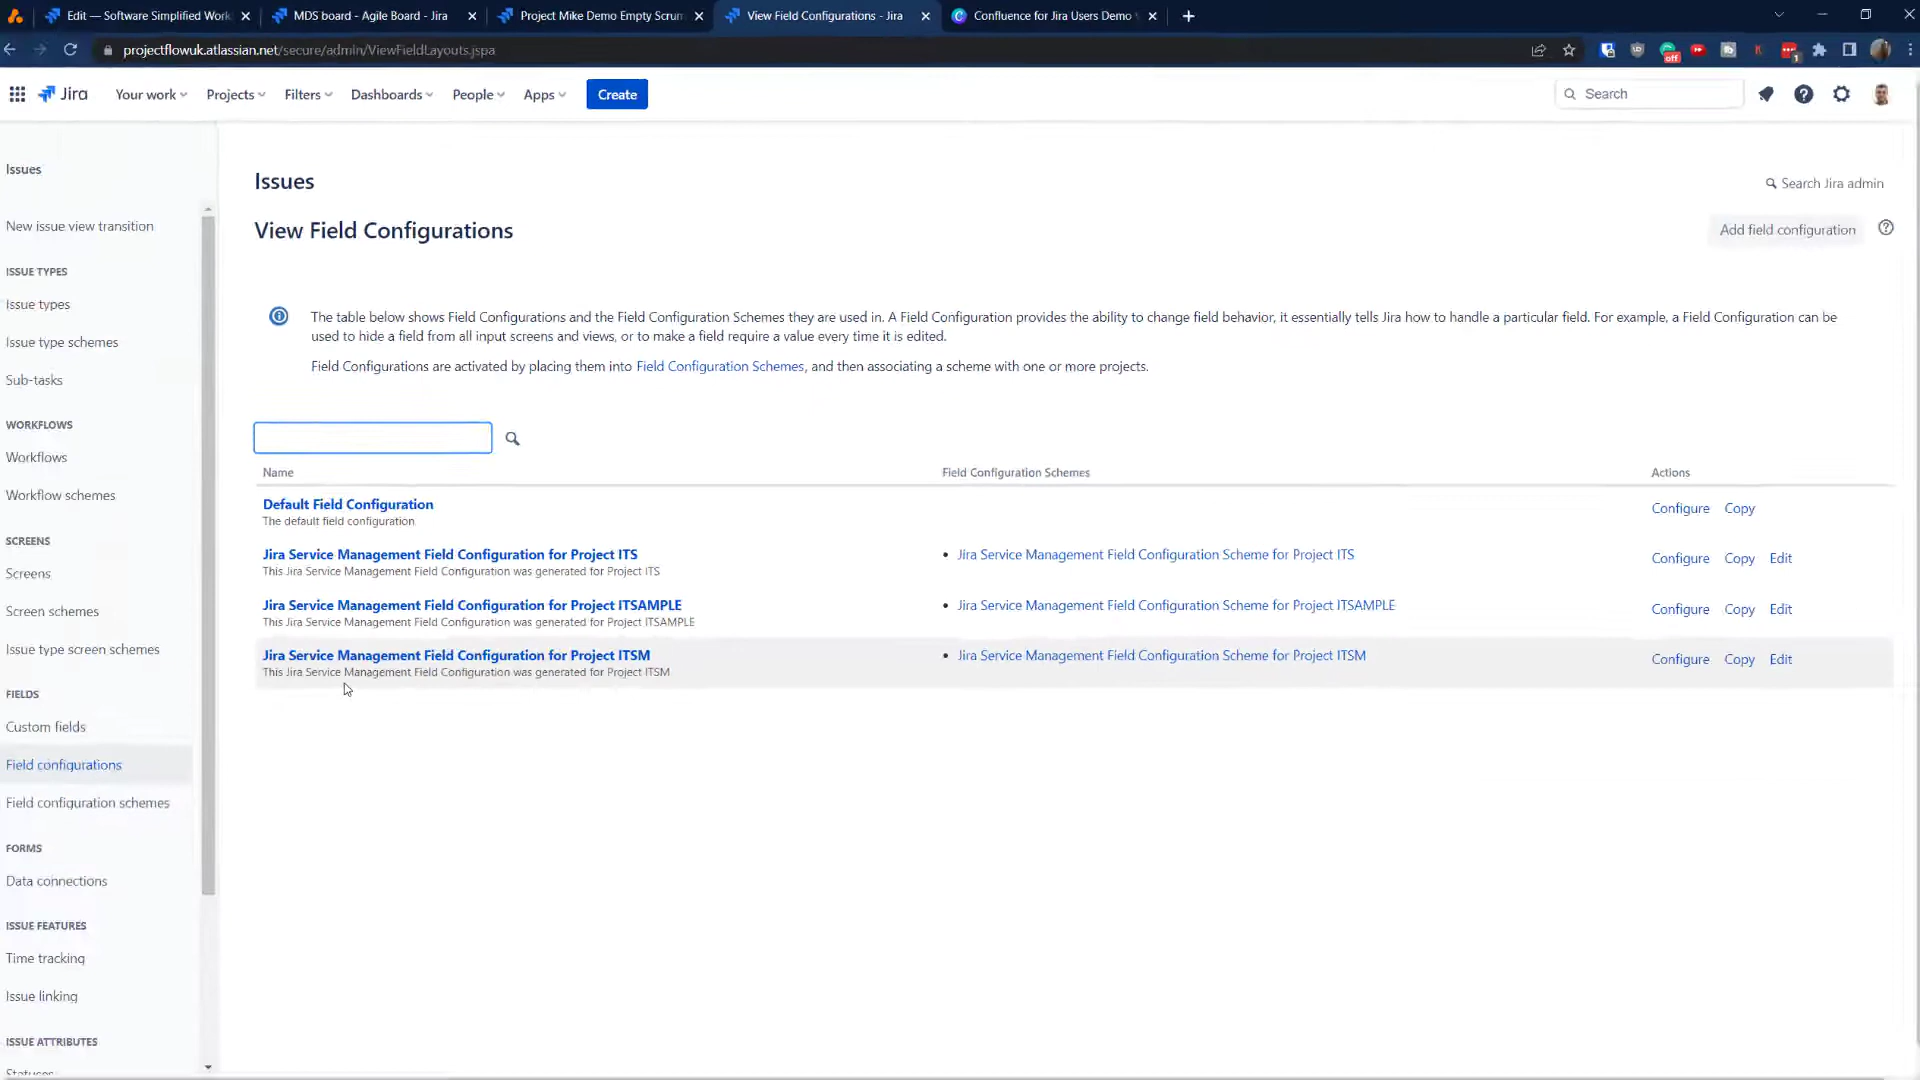 Edit — Software Simplified Work
MDS board - Agile Board - Jira
Project Mike Demo Empty Scrum
View Field Configurations - Jira
Confluence for Jira Users Demo
projectflowuk.atlassian.net/secure/admin/ViewFieldLayouts.jspa
off
1
Jira
Your work
Projects
Filters
Dashboards
People
Apps
Create
Search
Issues
New issue view transition
ISSUE TYPES
Issue types
Issue type schemes
Sub-tasks
WORKFLOWS
Workflows
Workflow schemes
SCREENS
Screens
Screen schemes
Issue type screen schemes
FIELDS
Custom fields
Field configurations
Field configuration schemes
FORMS
Data connections
ISSUE FEATURES
Time tracking
Issue linking
ISSUE ATTRIBUTES
Statuses
Issues
Search Jira admin
View Field Configurations
Add field configuration
The table below shows Field Configurations and the Field Configuration Schemes they are used in. A Field Configuration provides the ability to change field behavior, it essentially tells Jira how to handle a particular field. For example, a Field Configuration can be
used to hide a field from all input screens and views, or to make a field require a value every time it is edited.
Field Configurations are activated by placing them into Field Configuration Schemes, and then associating a scheme with one or more projects.
Name Field Configuration Schemes Actions
Default Field Configuration
The default field configuration
Configure Copy
Jira Service Management Field Configuration for Project ITS
This Jira Service Management Field Configuration was generated for Project ITS
• Jira Service Management Field Configuration Scheme for Project ITS
Configure Copy Edit
Jira Service Management Field Configuration for Project ITSAMPLE
This Jira Service Management Field Configuration was generated for Project ITSAMPLE
• Jira Service Management Field Configuration Scheme for Project ITSAMPLE
Configure Copy Edit
Jira Service Management Field Configuration for Project ITSM
This Jira Service Management Field Configuration was generated for Project ITSM
• Jira Service Management Field Configuration Scheme for Project ITSM
Configure Copy Edit